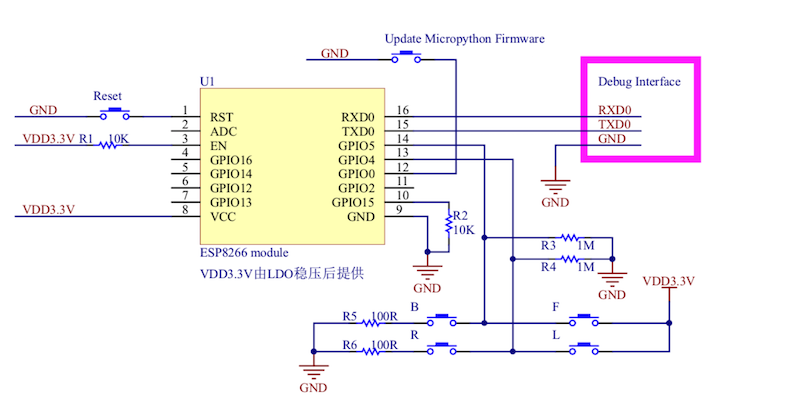 Update Micropython Firmware
GND
U1
Debug Interface
Reset
GND
1 RST RXD0 16 RXD0
2 ADC TXD0 15 TXD0
VDD3.3V R1 10K 3 EN GPIO5 14 GND
4 GPIO16 GPIO4 13
5 GPIO14 GPIO0 12
6 GPIO12 GPIO2 11
7 GPIO13 GPIO15 10
VDD3.3V 8 VCC GND 9
GND
R2
10K
ESP8266 module
VDD3.3V由LDO稳压后提供
GND
R3 1M
R4 1M
GND
VDD3.3V
B F
R5 100R
R L
R6 100R
GND